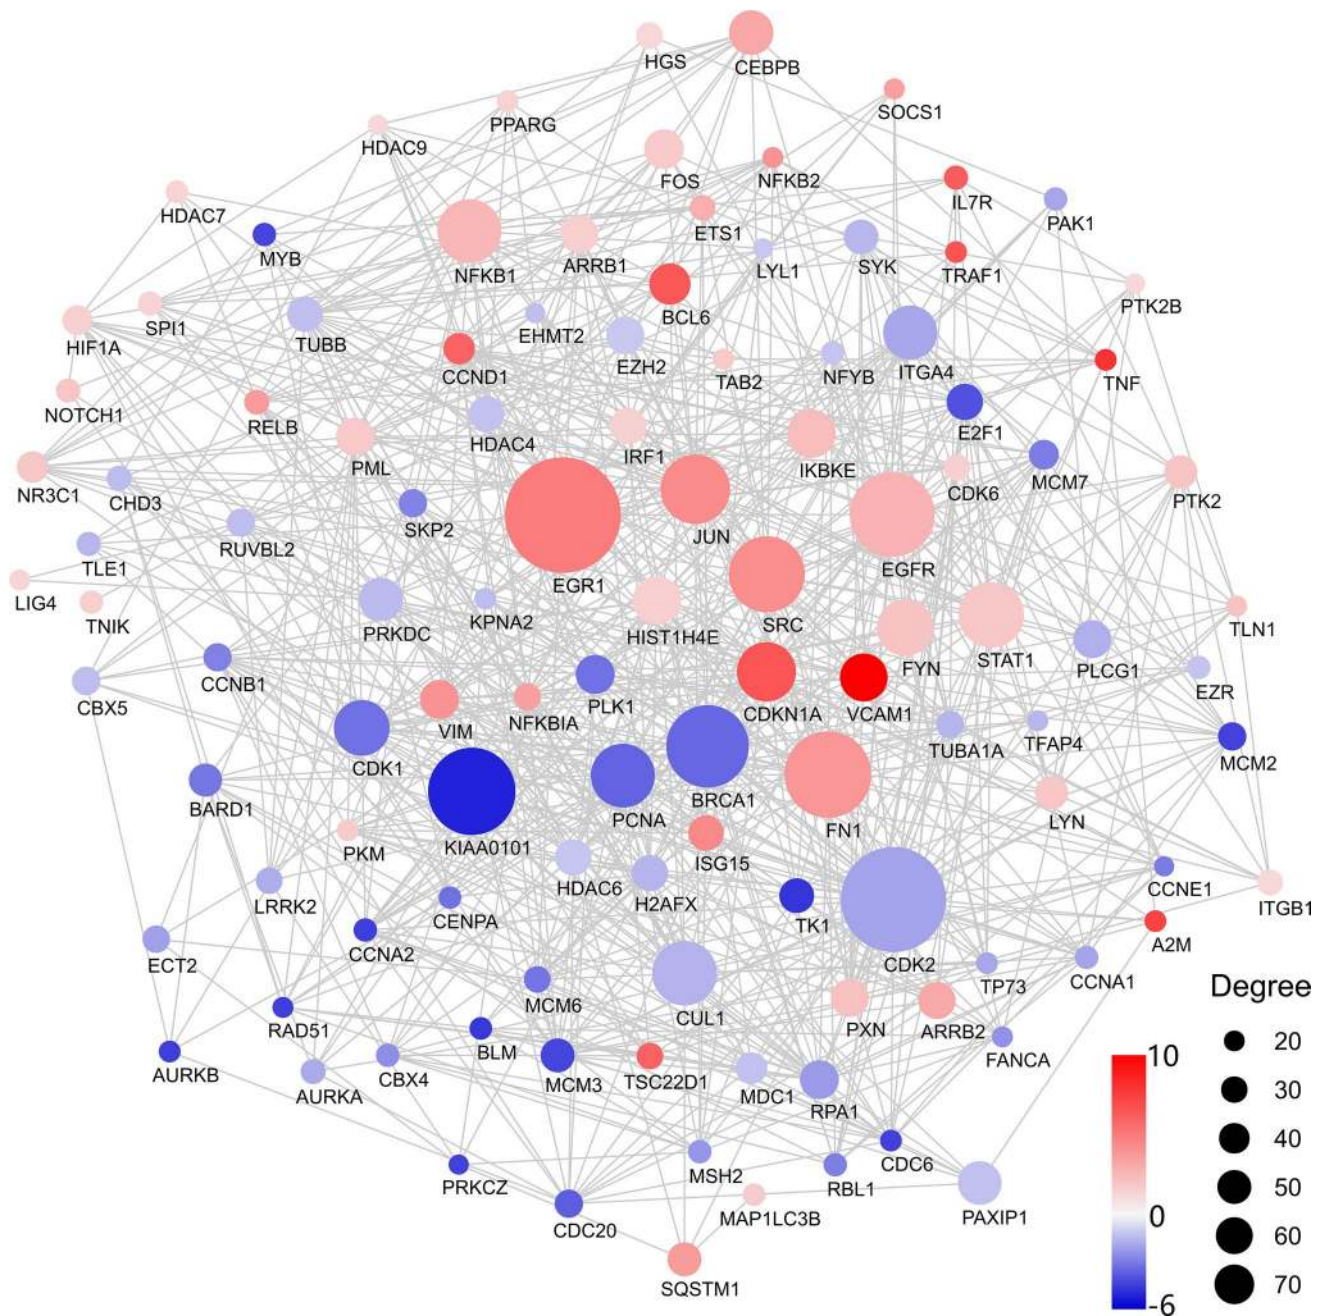 HGS
CEBPB
SOCS1
PPARG
HDAC9
FOS
NFKB2
IL7R
PAK1
HDAC7
MYB
NFKB1
ARRB1
ETS1
LYL1
SYK
TRAF1
PTK2B
HIF1A
SPI1
TUBB
EHMT2
BCL6
EZH2
TAB2
NFYB
ITGA4
TNF
CCND1
NOTCH1
RELB
PML
HDAC4
IRF1
IKBKE
E2F1
CDK6
MCM7
PTK2
NR3C1
CHD3
RUVBL2
SKP2
EGR1
JUN
EGFR
TLE1
LIG4
TNIK
PRKDC
KPNA2
HIST1H4E
SRC
FYN
STAT1
PLCG1
TLN1
EZR
CBX5
CCNB1
VIM
NFKBIA
PLK1
CDKN1A
VCAM1
TUBA1A
TFAP4
MCM2
CDK1
BARD1
KIAA0101
PCNA
BRCA1
FN1
LYN
PKM
ISG15
LRRK2
CENPA
HDAC6
H2AFX
TK1
CDK2
CCNE1
ITGB1
A2M
ECT2
CCNA2
MCM6
CUL1
PXN
ARRB2
TP73
CCNA1
Degree
RAD51
BLM
MCM3
TSC22D1
MDC1
RPA1
FANCA
AURKB
AURKA
CBX4
PRKCZ
CDC20
MSH2
MAP1LC3B
RBL1
CDC6
PAXIP1
SQSTM1
10
0
-6
20
30
40
50
60
70